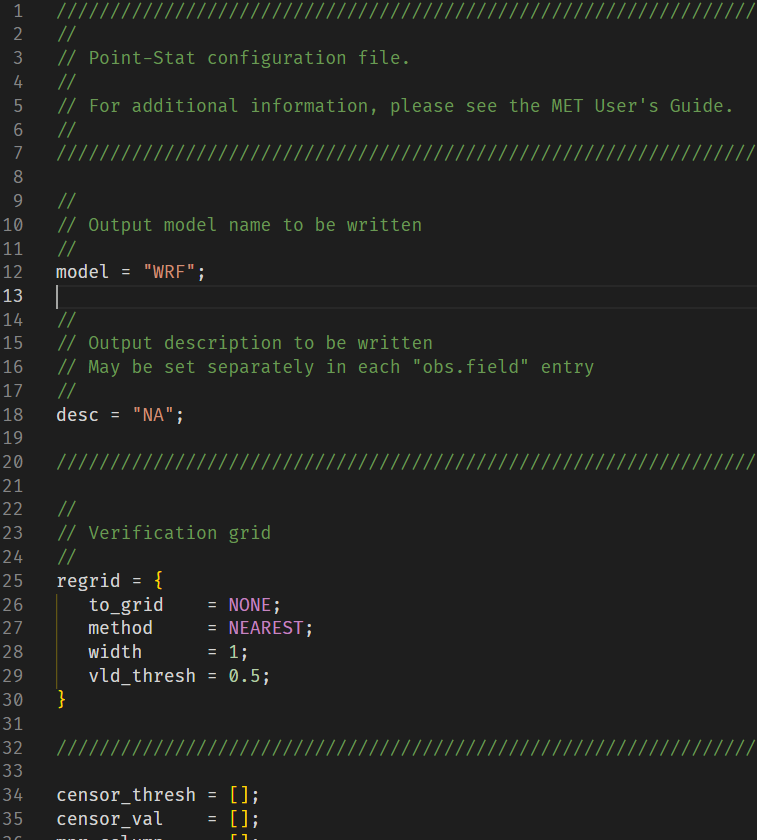 1 /////////////////////////////////////////////////////////////////
2 //
3 // Point-Stat configuration file.
4 //
5 // For additional information, please see the MET User's Guide.
6 //
7 /////////////////////////////////////////////////////////////////
8
9 //
10 // Output model name to be written
11 //
12 model = "WRF";
13
14 //
15 // Output description to be written
16 // May be set separately in each "obs.field" entry
17 //
18 desc = "NA";
19
20 /////////////////////////////////////////////////////////////////
21
22 //
23 // Verification grid
24 //
25 regrid = {
26    to_grid    = NONE;
27    method     = NEAREST;
28    width      = 1;
29    vld_thresh = 0.5;
30 }
31
32 /////////////////////////////////////////////////////////////////
33
34 censor_thresh = [];
35 censor_val    = [];